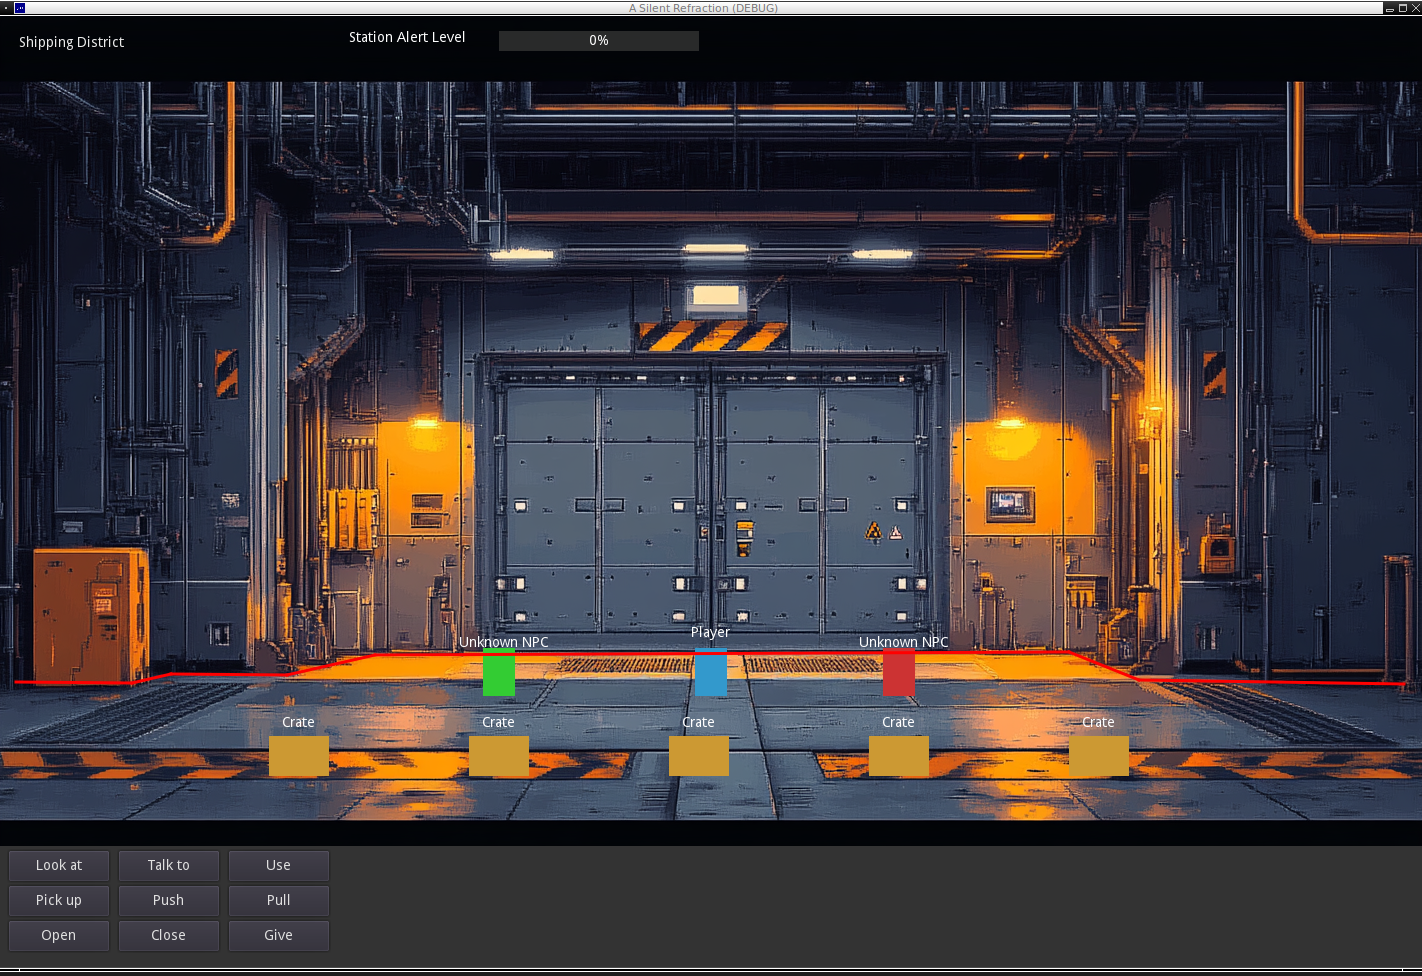 A Silent Refraction (DEBUG)
Shipping District
Station Alert Level
0%
Unknown NPC
Player
Unknown NPC
Crate
Crate
Crate
Crate
Crate
Look at
Talk to
Use
Pick up
Push
Pull
Open
Close
Give